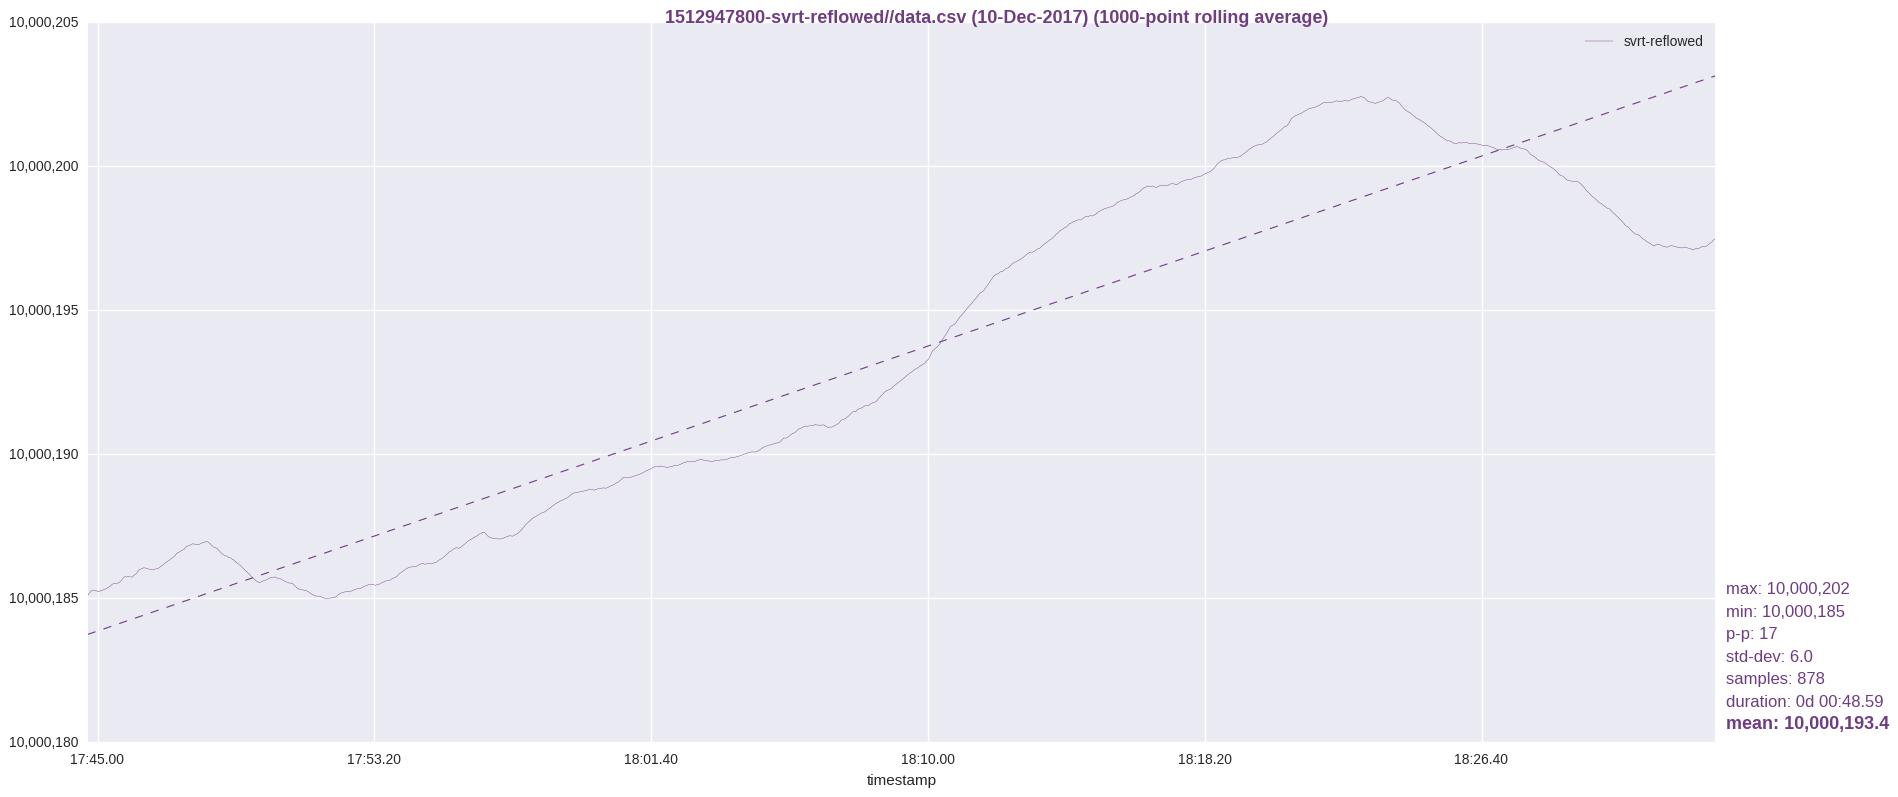 1512947800-svrt-reflowed//data.csv (10-Dec-2017) (1000-point rolling average)
svrt-reflowed
10,000,205
10,000,200
10,000,195
10,000,190
10,000,185
10,000,180
17:45.00
17:53.20
18:01.40
18:10.00
18:18.20
18:26.40
timestamp
max: 10,000,202
min: 10,000,185
p-p: 17
std-dev: 6.0
samples: 878
duration: 0d 00:48.59
mean: 10,000,193.4